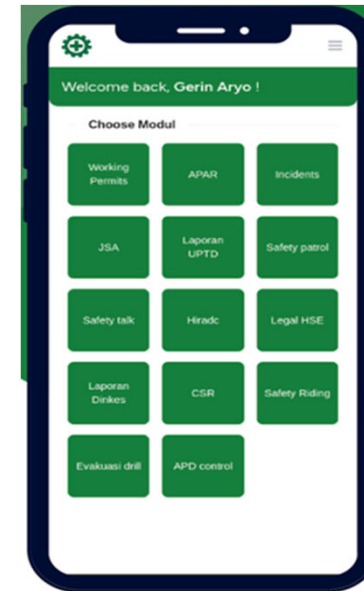 Welcome back, Gerin Aryo !
Choose Modul
Working
Permits
APAR
Incidents
JSA
Laporan
UPTD
Safety patrol
Safety talk
Hiradc
Legal HSE
Laporan
Dinkes
CSR
Safety Riding
Evakuasi drill
APD control